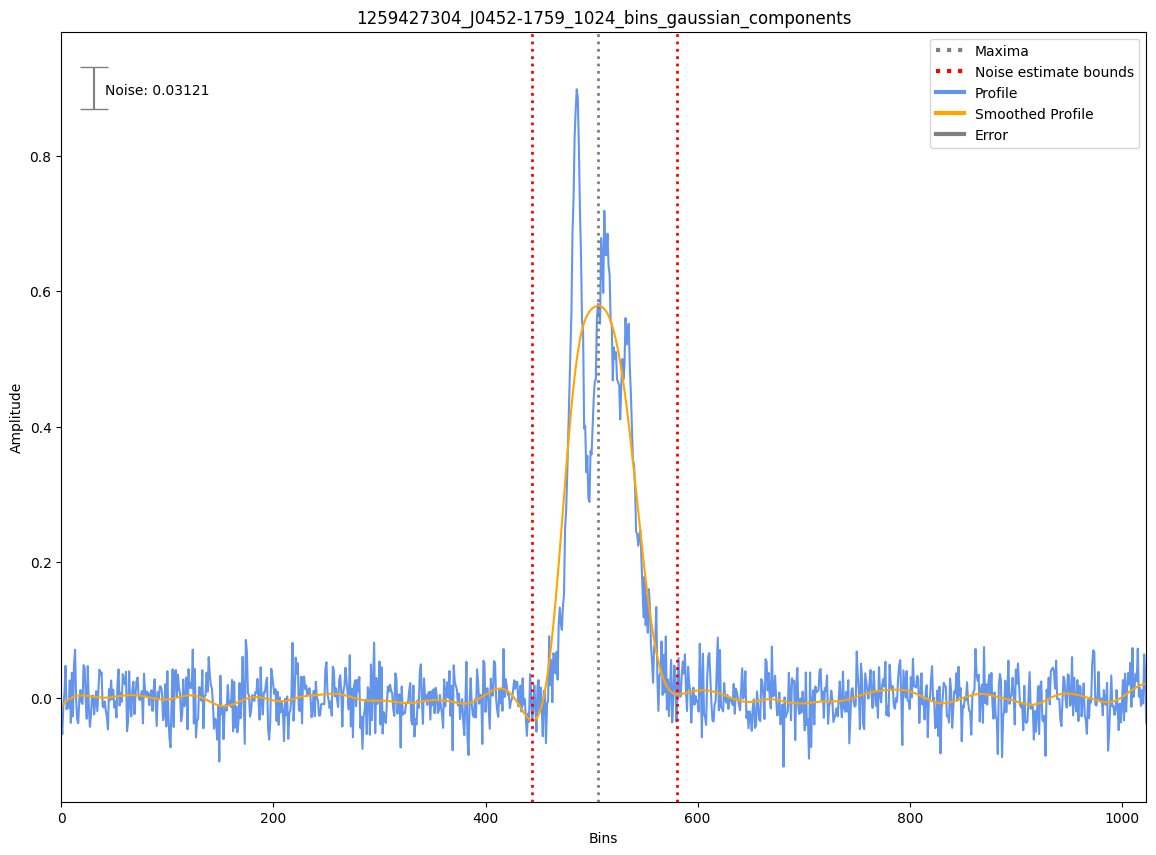 1259427304_J0452-1759_1024_bins_gaussian_components
Maxima
Noise estimate bounds
Profile
Smoothed Profile
Error
Noise: 0.03121
Amplitude
0.8
0.6
0.4
0.2
0.0
0 200 400 600 800 1000
Bins